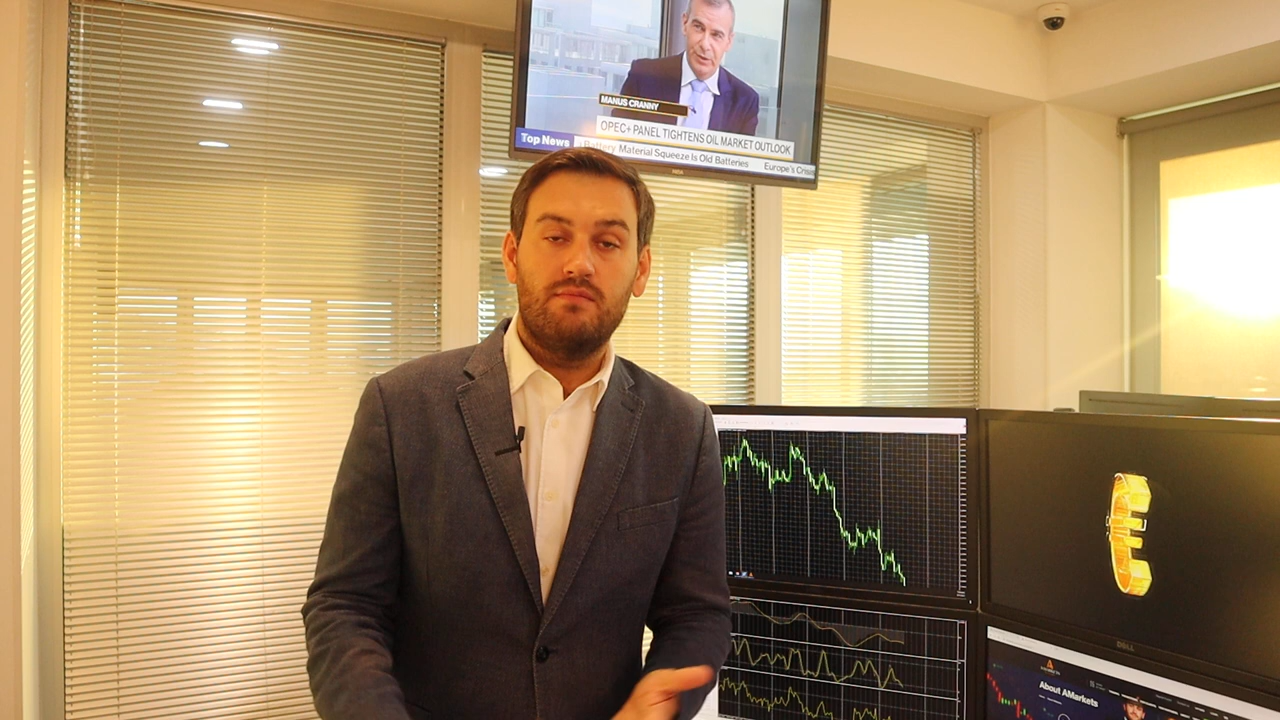 MANUS CRANNY
OPEC+ PANEL TIGHTENS OIL MARKET OUTLOOK
Top News
Battery Material Squeeze Is Old Batteries
Europe's Crisis
DELL
About AMarkets